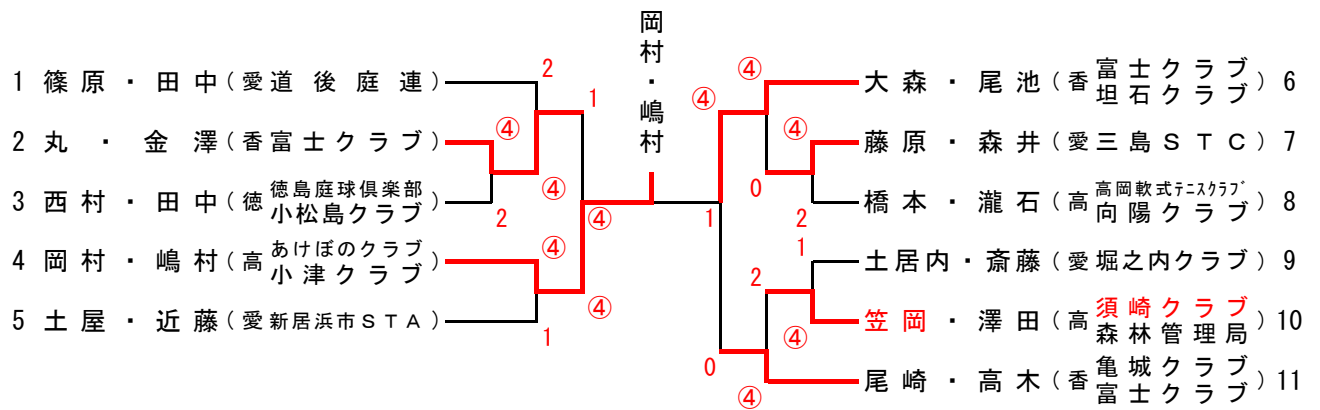 岡村・嶋村
1 篠原・田中(愛道後庭連) 2
2 丸・金澤(香富士クラブ) ④ 1
3 西村・田中(徳 徳島庭球倶楽部 小松島クラブ) 2 ④
4 岡村・嶋村(高 あけぼのクラブ 小津クラブ) ④ ④
5 土屋・近藤(愛新居浜市STA) 1 ④
④ 大森・尾池(香 富士クラブ 坦石クラブ) 6
④ ④ 藤原・森井(愛三島STC) 7
1 0 2 橋本・瀧石(高 高岡軟式テニスクラブ 向陽クラブ) 8
1 土居内・斎藤(愛堀之内クラブ) 9
2 ④ 笠岡・澤田(高 須崎クラブ 森林管理局) 10
0 ④ 尾崎・高木(香 亀城クラブ 富士クラブ) 11